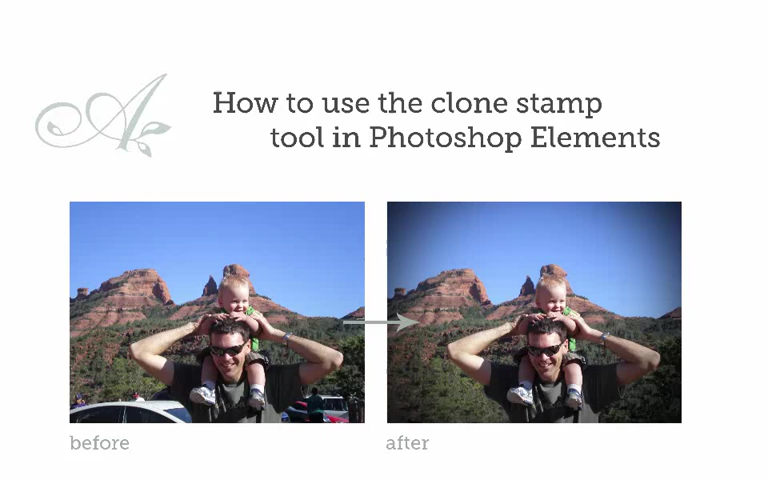 A
How to use the clone stamp
tool in Photoshop Elements
before
after